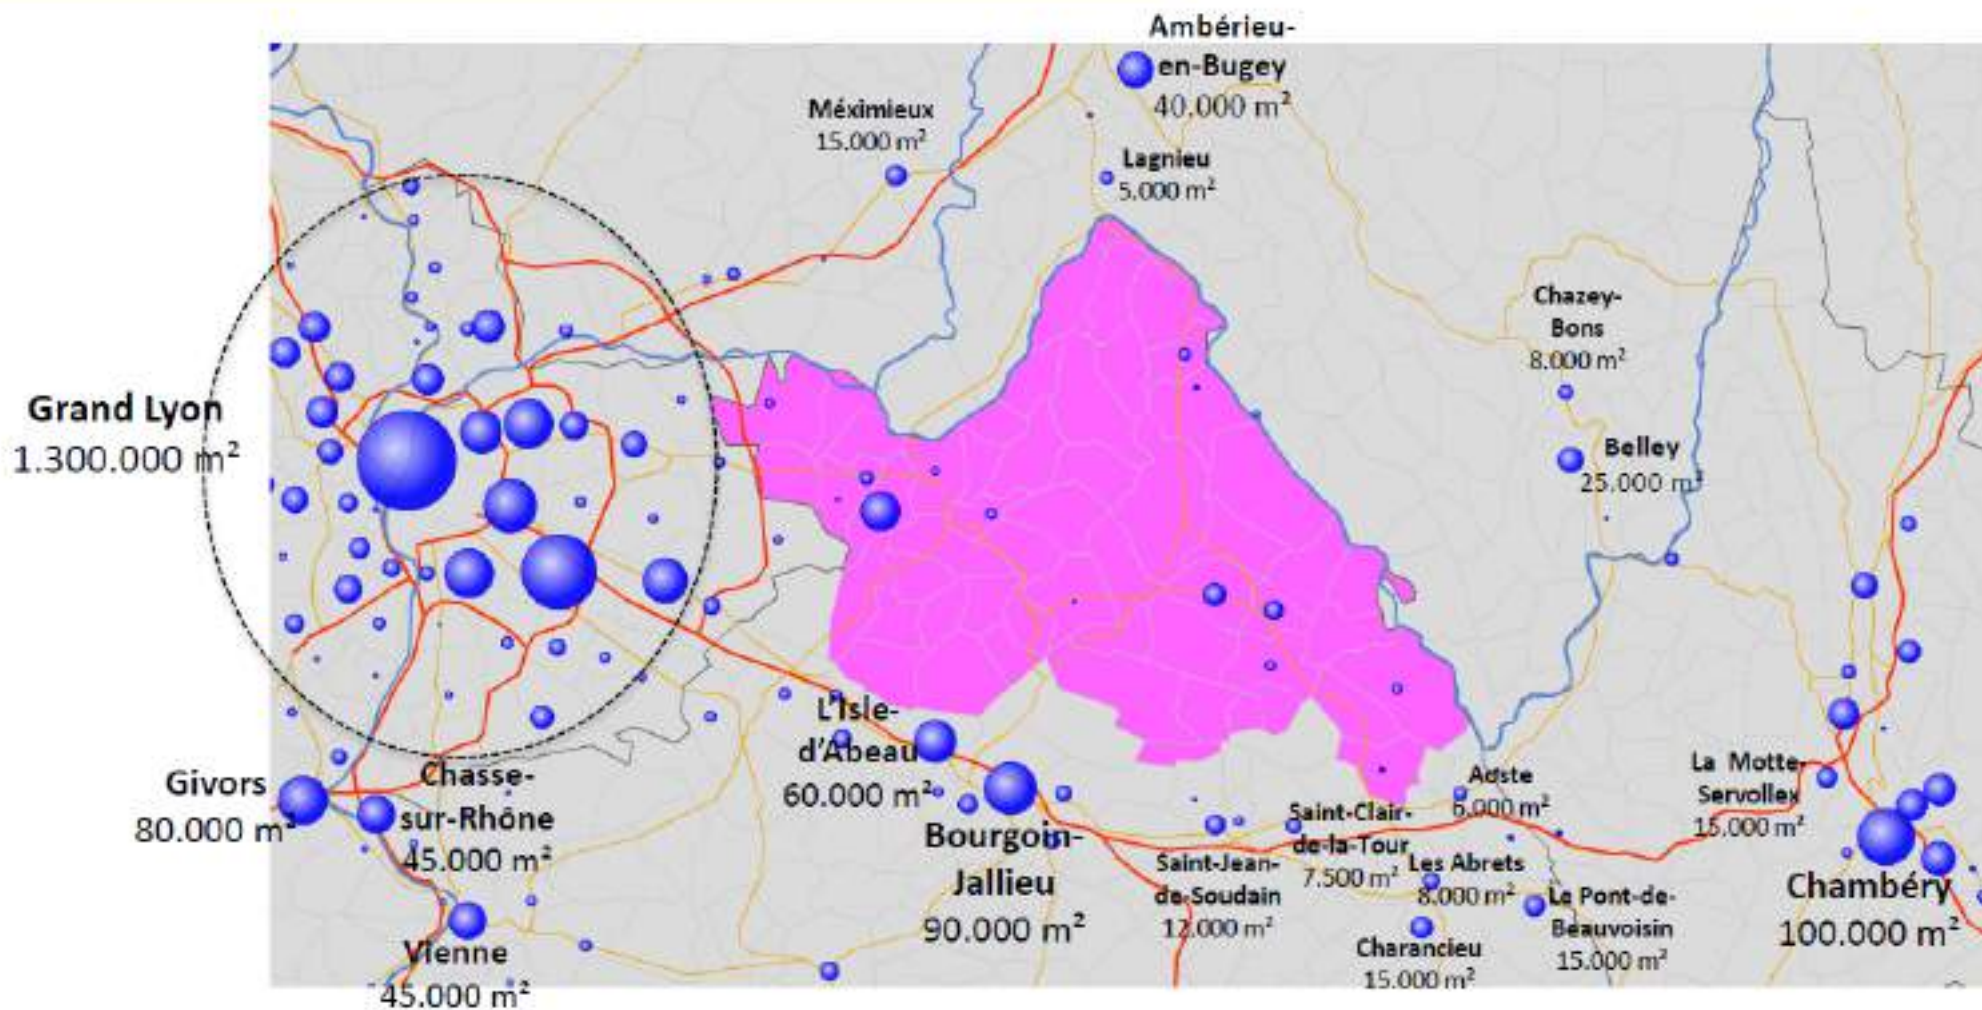 Ambérieu-
en-Bugey
40.000 m²
Méximieux
15.000 m²
Lagnieu
5.000 m²
Chazey-
Bons
8.000 m²
Grand Lyon
1.300.000 m²
Belley
25.000 m²
L'Isle-
d'Abeau
60.000 m²
Givors
80.000 m²
Chasse-
sur-Rhône
45.000 m²
Vienne
45.000 m²
Bourgoin-
Jallieu
90.000 m²
Saint-Jean-
de-Soudain
12.000 m²
Saint-Clair-
de-la-Tour
7.500 m²
Aoste
6.000 m²
Les Abrets
8.000 m²
Charancieu
15.000 m²
Le Pont-de-
Beauvoisin
15.000 m²
La Motte-
Servollex
15.000 m²
Chambéry
100.000 m²